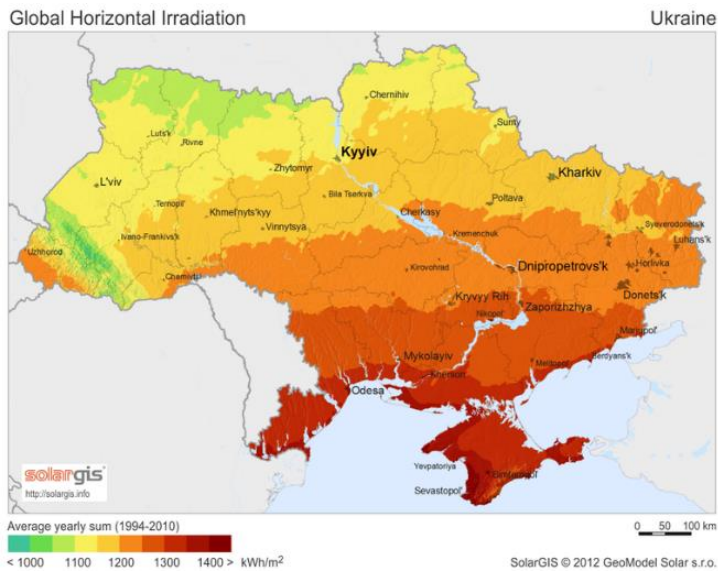 Global Horizontal Irradiation
Ukraine
Chernihiv
Luts'k
Rivne
Sumy
Kyyiv
L'viv
Zhytomyr
Kharkiv
Bila Tserkva
Poltava
Ternopil'
Khmel'nyts'kyy
Cherkasy
Vinnytsya
Syeverodonets'k
Ivano-Frankivs'k
Kremenchuk
Luhans'k
Uzhhorod
Horlivka
Chernivtsi
Kirovohrad
Dnipropetrovs'k
Donets'k
Kryvyy Rih
Zaporizhzhya
Nikopol'
Mariupol'
Mykolayiv
Melitopol'
Berdyans'k
Kherson
Odesa
solargis
http://solargis.info
Yevpatoriya
Simferopol'
Sevastopol'
Average yearly sum (1994-2010)
0 50 100 km
< 1000 1100 1200 1300 1400 > kWh/m²
SolarGIS © 2012 GeoModel Solar s.r.o.